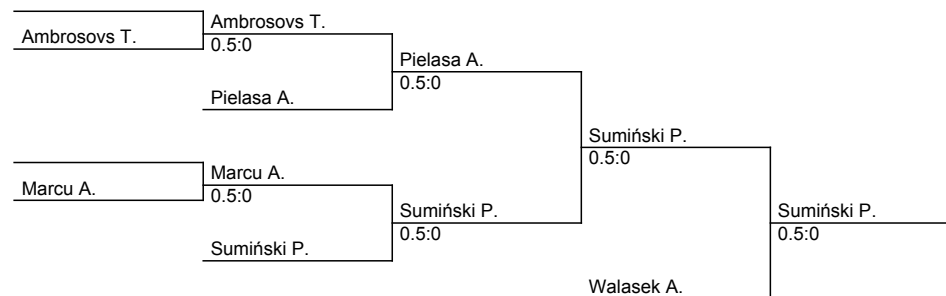 Ambrosovs T.
Ambrosovs T.
0.5:0
Pielasa A.
Pielasa A.
0.5:0
Sumiński P.
0.5:0
Marcu A.
Marcu A.
0.5:0
Sumiński P.
Sumiński P.
0.5:0
Sumiński P.
0.5:0
Walasek A.